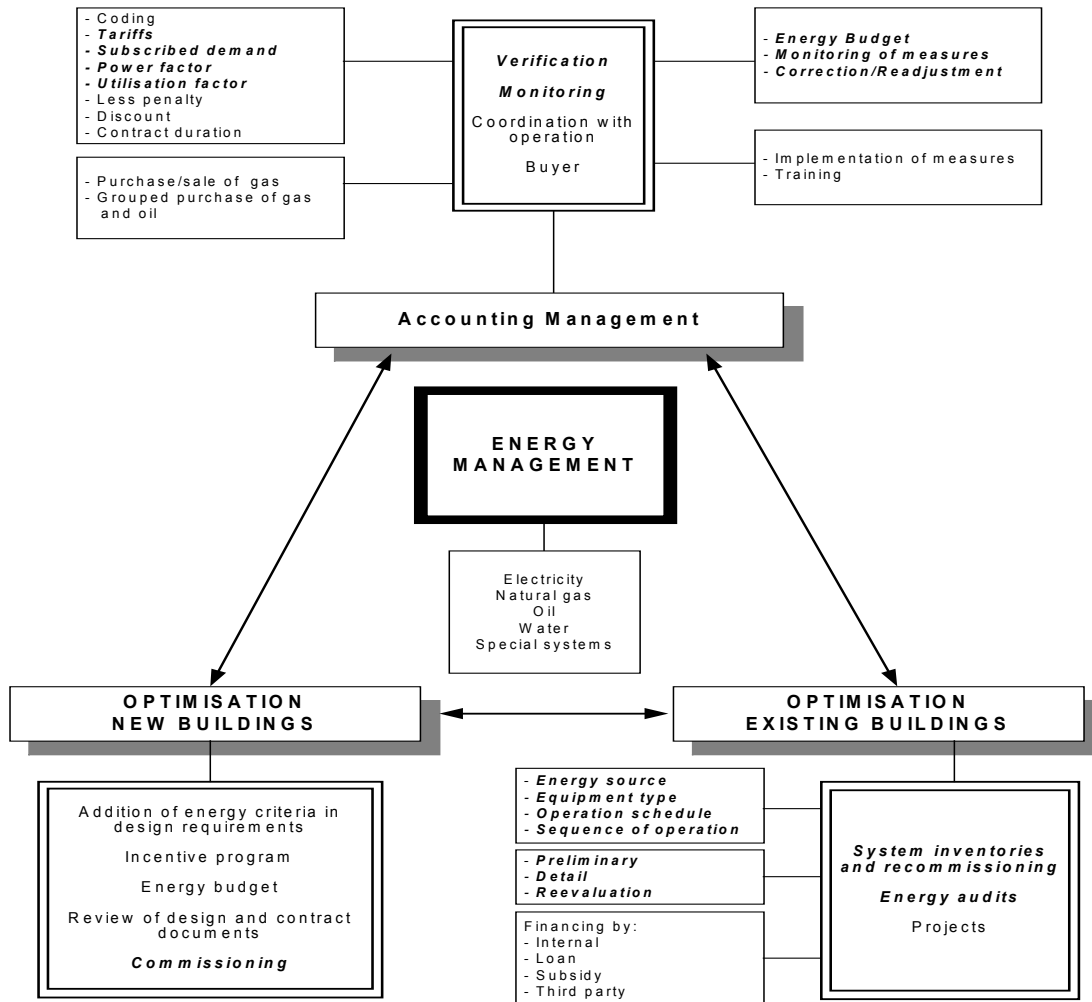 - Coding
- Tariffs
- Subscribed demand
- Power factor
- Utilisation factor
- Less penalty
- Discount
- Contract duration
- Purchase/sale of gas
- Grouped purchase of gas
and oil
Verification
Monitoring
Coordination with
operation
Buyer
- Energy Budget
- Monitoring of measures
- Correction/Readjustment
- Implementation of measures
- Training
Accounting Management
ENERGY
MANAGEMENT
Electricity
Natural gas
Oil
Water
Special systems
OPTIMISATION
NEW BUILDINGS
OPTIMISATION
EXISTING BUILDINGS
Addition of energy criteria in
design requirements
Incentive program
Energy budget
Review of design and contract
documents
Commissioning
- Energy source
- Equipment type
- Operation schedule
- Sequence of operation
- Preliminary
- Detail
- Reevaluation
Financing by:
- Internal
- Loan
- Subsidy
- Third party
System inventories
and recommissioning
Energy audits
Projects